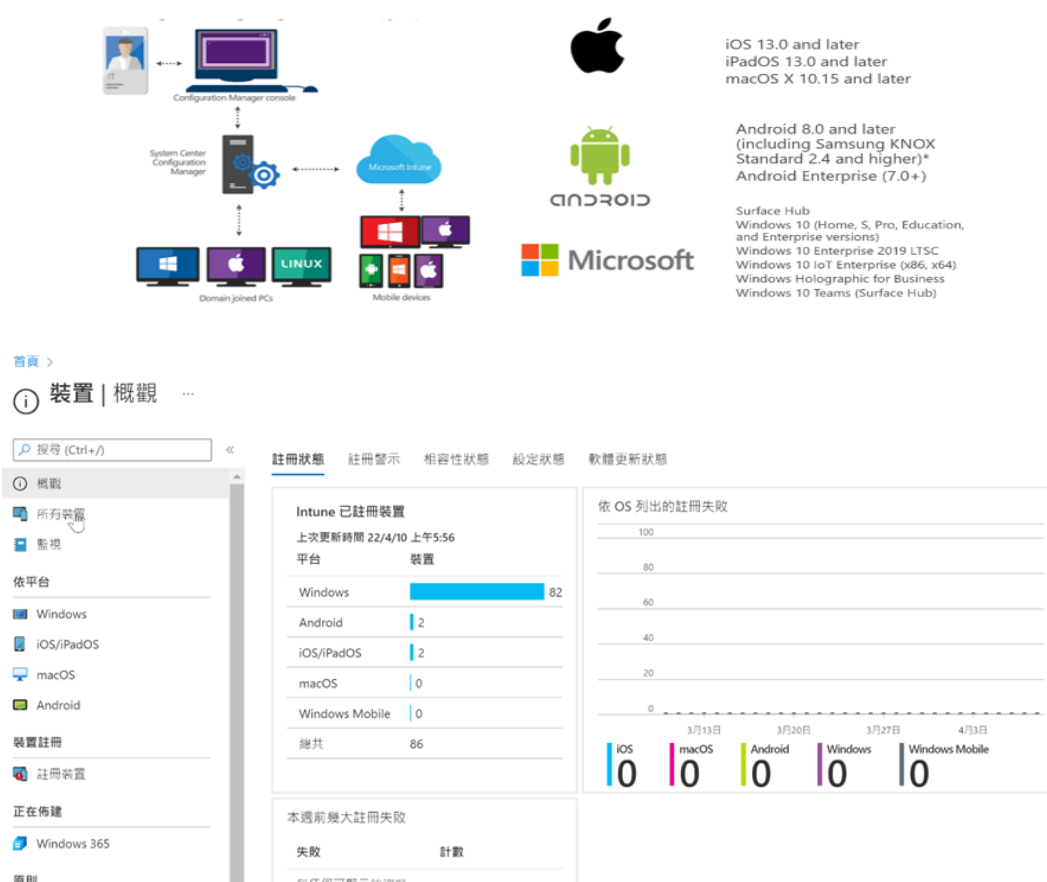 IT
Configuration Manager console
System Center
Configuration
Manager
Microsoft Intune
LINUX
Domain joined PCs
Mobile devices
iOS 13.0 and later
iPadOS 13.0 and later
macOS X 10.15 and later
android
Android 8.0 and later
(including Samsung KNOX
Standard 2.4 and higher)*
Android Enterprise (7.0+)
Microsoft
Surface Hub
Windows 10 (Home, S, Pro, Education,
and Enterprise versions)
Windows 10 Enterprise 2019 LTSC
Windows 10 IoT Enterprise (x86, x64)
Windows Holographic for Business
Windows 10 Teams (Surface Hub)
首頁 >
裝置 | 概觀 ...
搜尋 (Ctrl+/) «
概觀
所有裝置
監視
依平台
Windows
iOS/iPadOS
macOS
Android
裝置註冊
註冊裝置
正在佈建
Windows 365
原則
註冊狀態 註冊警示 相容性狀態 設定狀態 軟體更新狀態
Intune 已註冊裝置
上次更新時間 22/4/10 上午5:56
平台 裝置
Windows 82
Android 2
iOS/iPadOS 2
macOS 0
Windows Mobile 0
總共 86
依 OS 列出的註冊失敗
100
80
60
40
20
0
3月13日 3月20日 3月27日 4月3日
iOS macOS Android Windows Windows Mobile
0 0 0 0 0
本週前幾大註冊失敗
失敗 計數